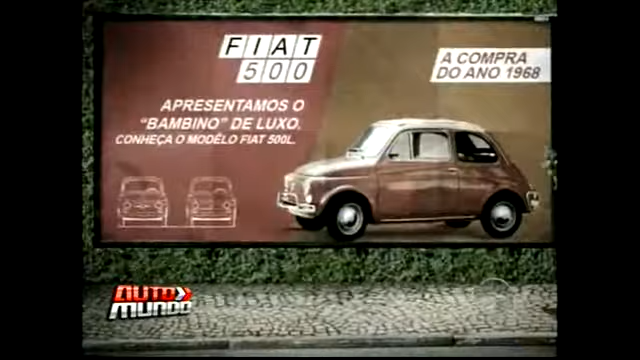 FIAT
500
A COMPRA
DO ANO 1968
APRESENTAMOS O
"BAMBINO" DE LUXO.
CONHEÇA O MODÊLO FIAT 500L.
AUTO
MUNDO